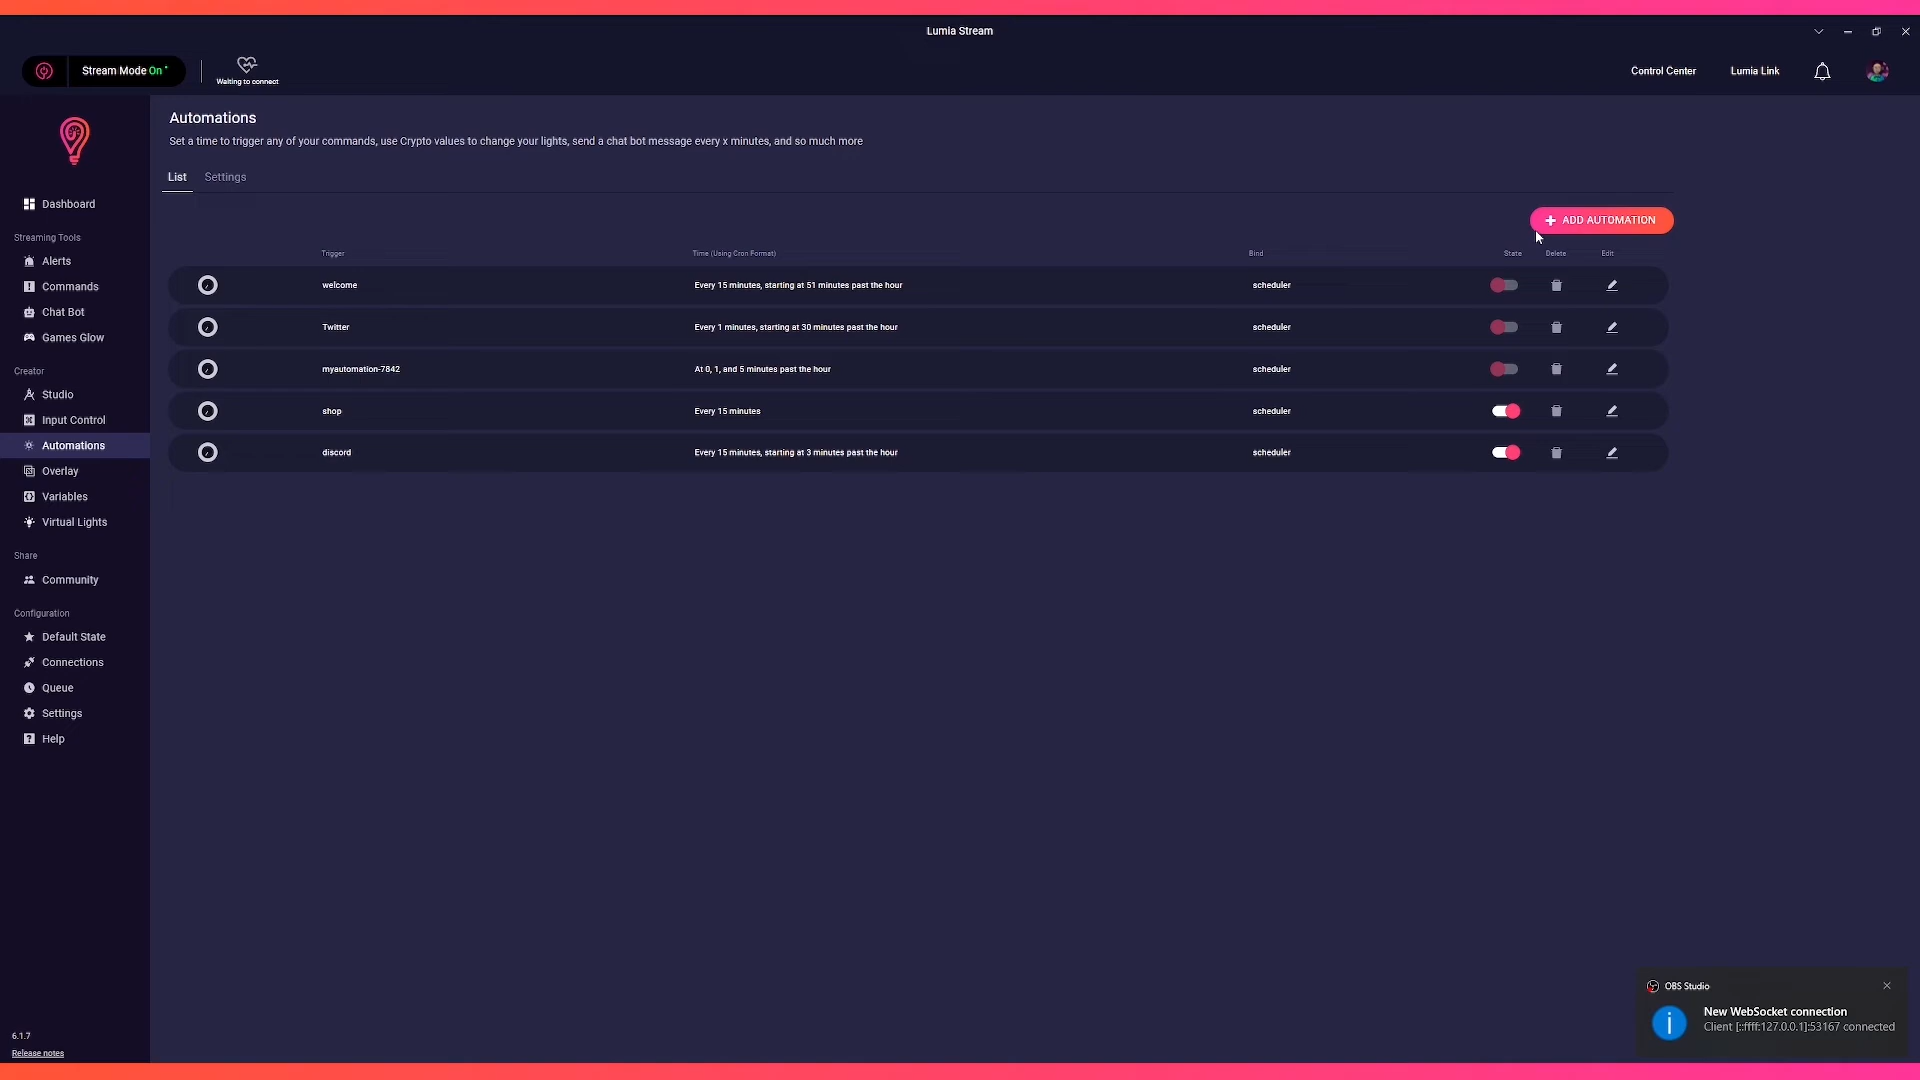 Lumia Stream
Stream Mode On
Waiting to connect
Control Center
Lumia Link
Automations
Set a time to trigger any of your commands, use Crypto values to change your lights, send a chat bot message every x minutes, and so much more
List
Settings
ADD AUTOMATION
Trigger
Time (Using Cron Format)
Bind
State
Delete
Edit
welcome
Every 15 minutes, starting at 51 minutes past the hour
scheduler
Twitter
Every 1 minutes, starting at 30 minutes past the hour
scheduler
myautomation-7842
At 0, 1, and 5 minutes past the hour
scheduler
shop
Every 15 minutes
scheduler
discord
Every 15 minutes, starting at 3 minutes past the hour
scheduler
Dashboard
Streaming Tools
Alerts
Commands
Chat Bot
Games Glow
Creator
Studio
Input Control
Automations
Overlay
Variables
Virtual Lights
Share
Community
Configuration
Default State
Connections
Queue
Settings
Help
6.1.7
Release notes
OBS Studio
New WebSocket connection
Client [::ffff:127.0.0.1]:53167 connected